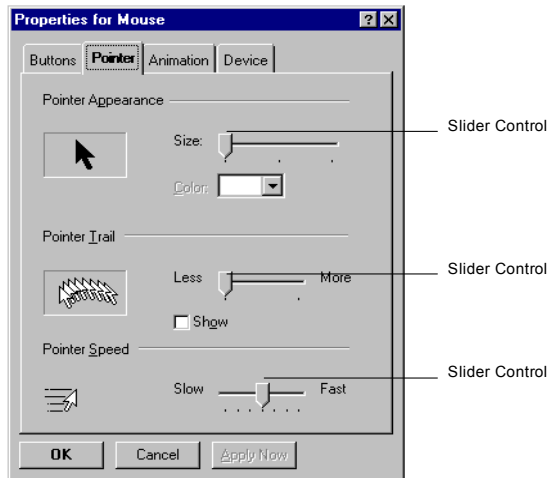 Properties for Mouse
Buttons Pointer Animation Device
Pointer Appearance
Size:
Slider Control
Color:
Pointer Trail
Less More
Slider Control
Show
Pointer Speed
Slow Fast
Slider Control
OK Cancel Apply Now